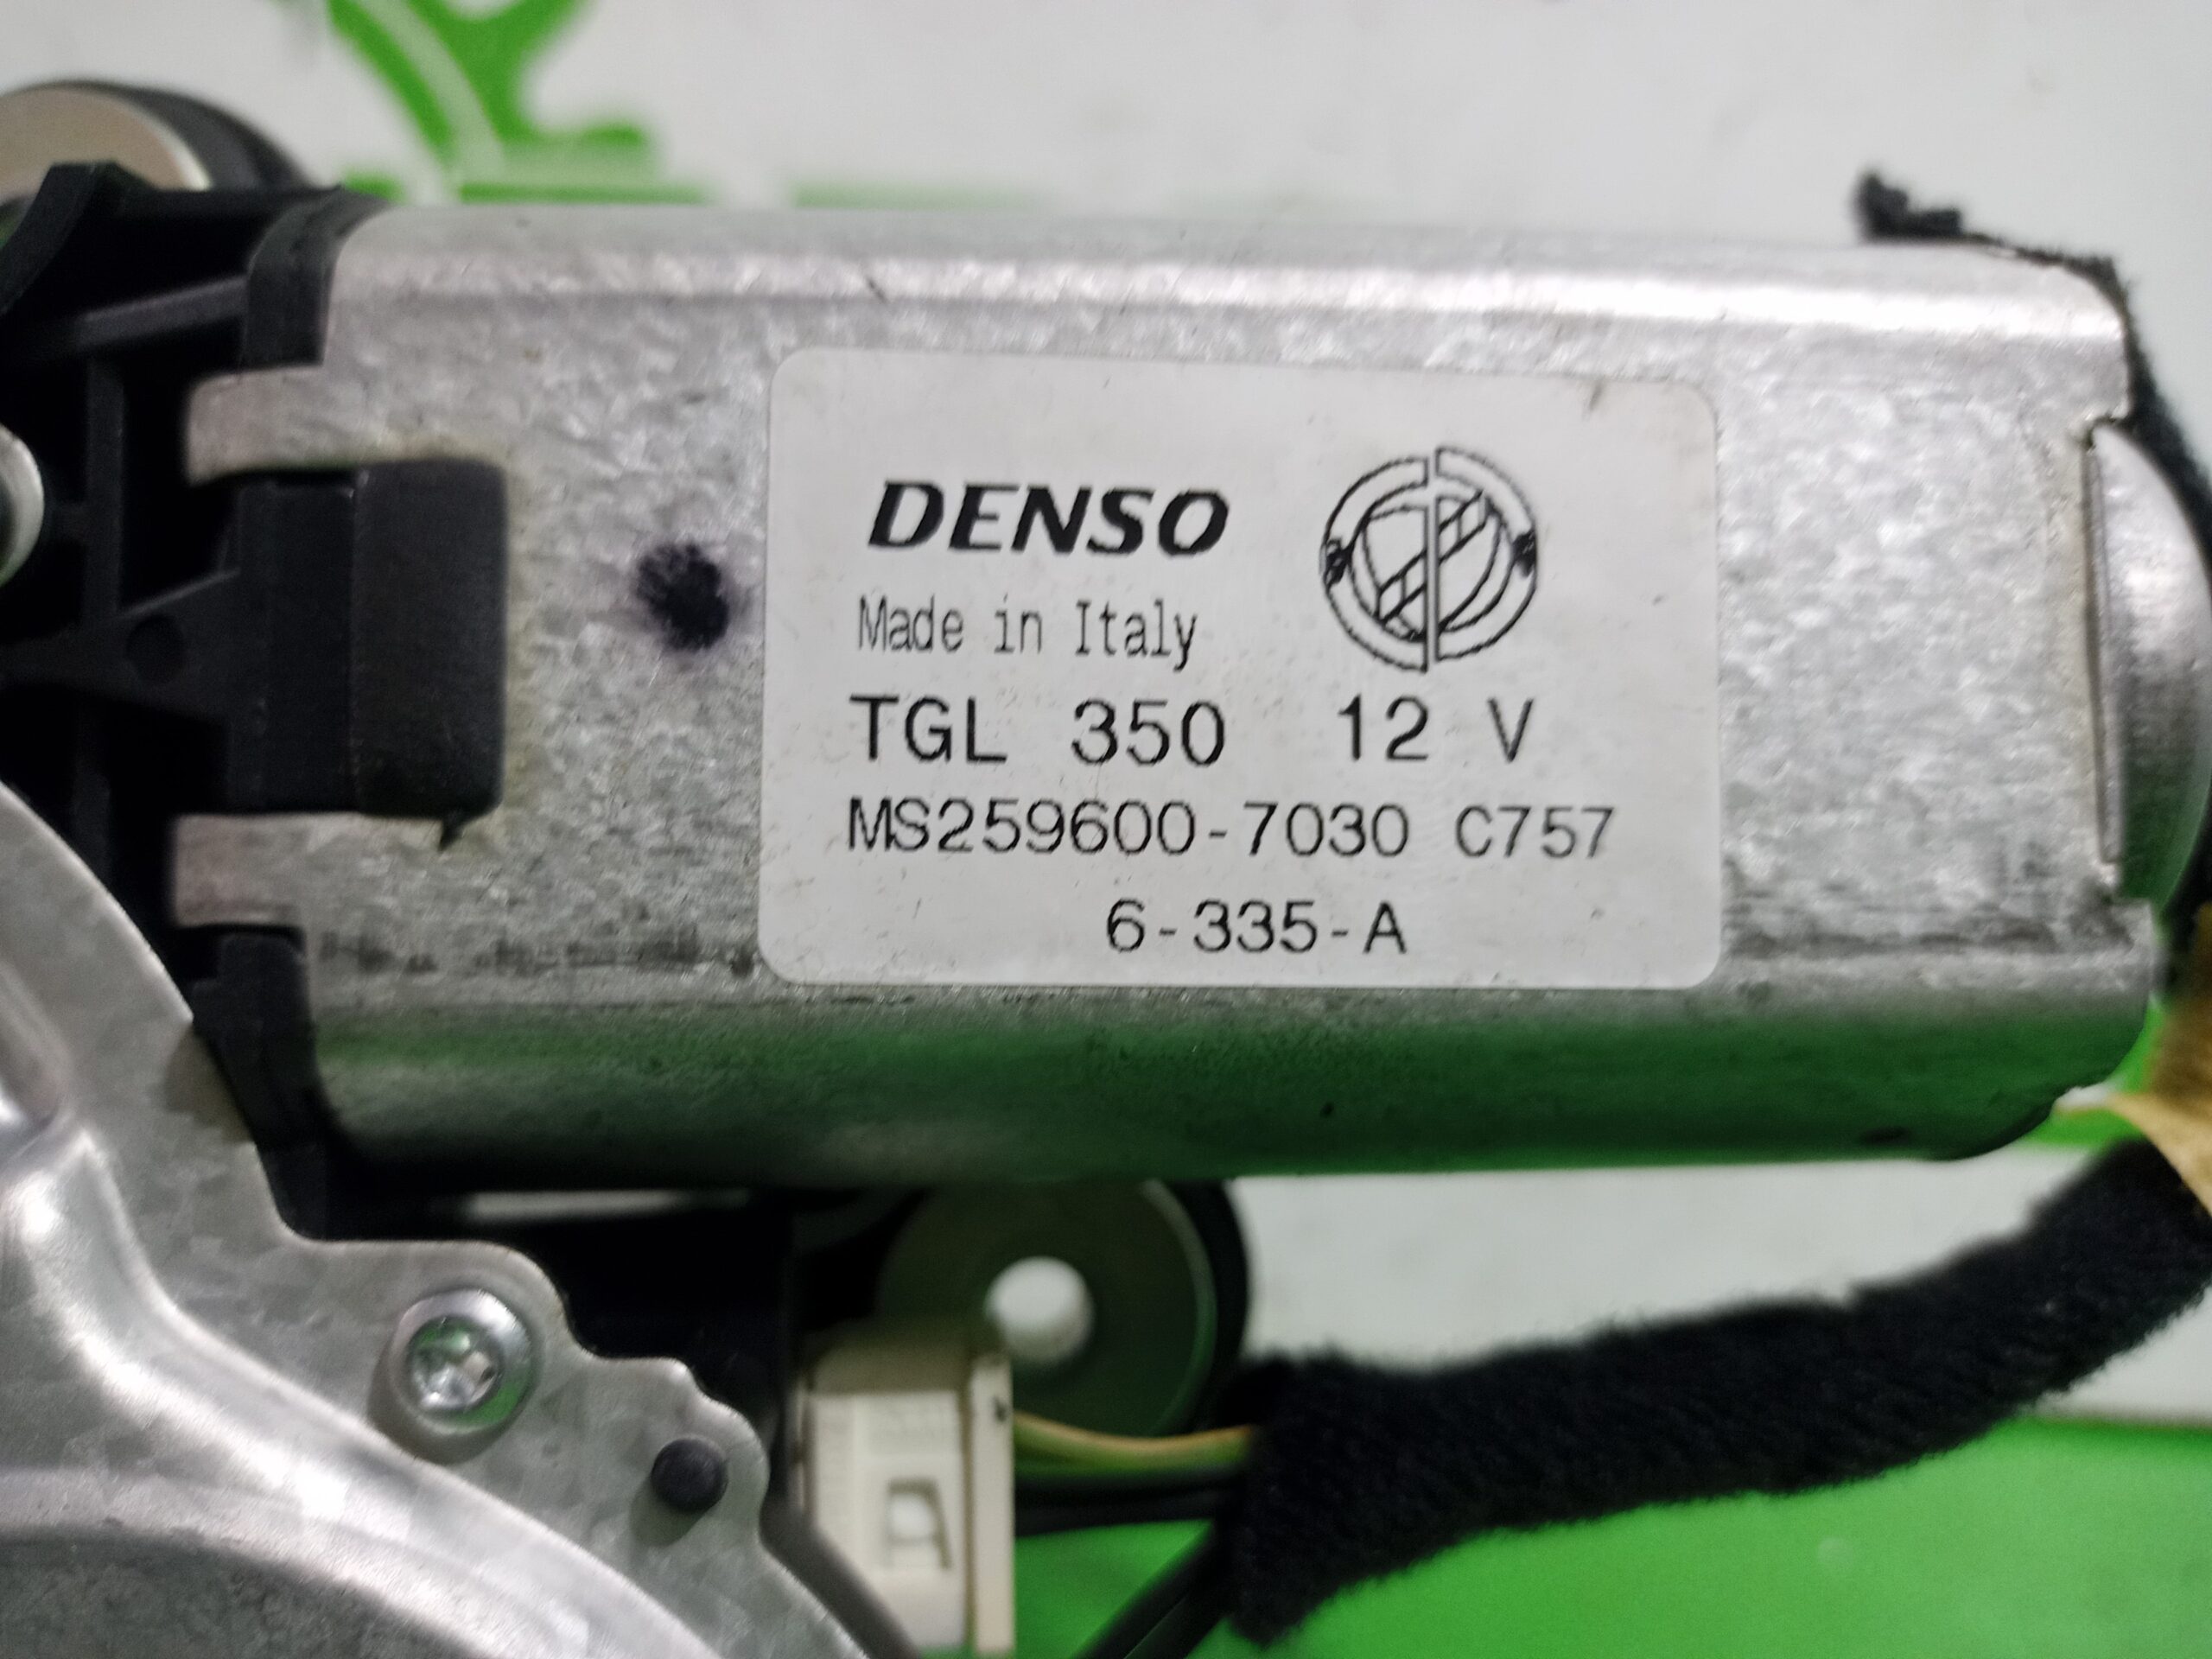 DENSO
Made in Italy
TGL 350 12 V
MS259600-7030 C757
6-335-A
A